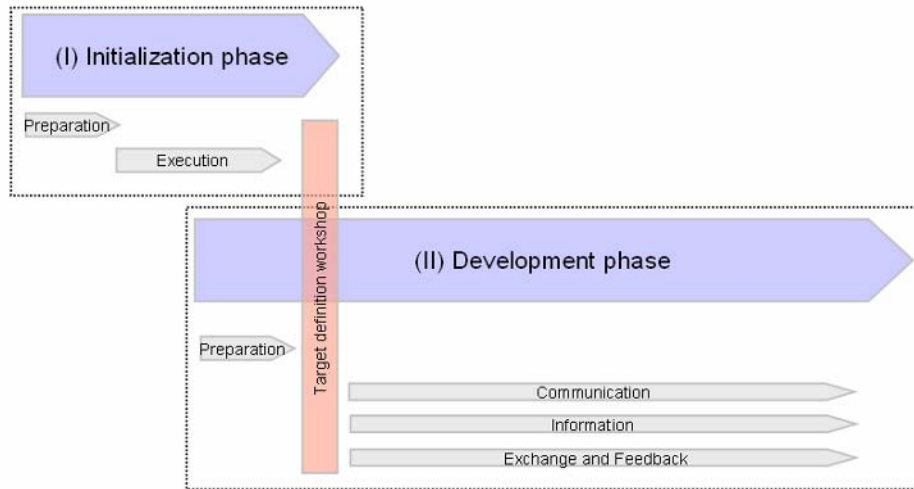 (I) Initialization phase
Preparation
Execution
Target definition workshop
(II) Development phase
Preparation
Communication
Information
Exchange and Feedback